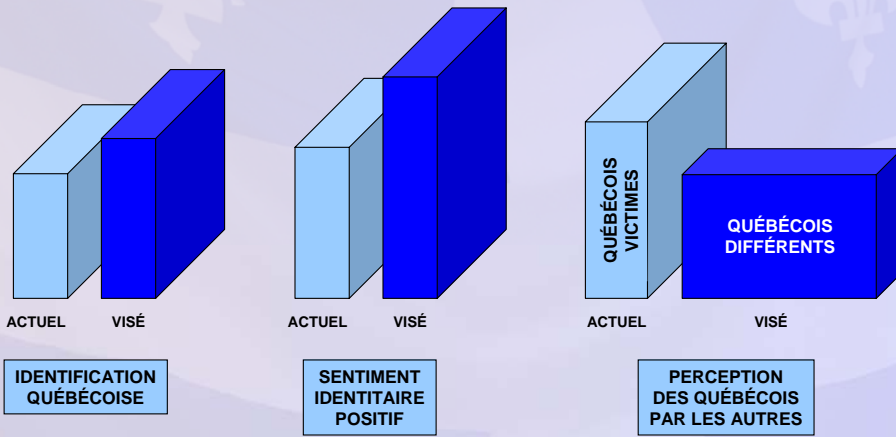 QUÉBÉCOIS
VICTIMES
QUÉBÉCOIS
DIFFÉRENTS
ACTUEL
VISÉ
ACTUEL
VISÉ
ACTUEL
VISÉ
IDENTIFICATION
QUÉBÉCOISE
SENTIMENT
IDENTITAIRE
POSITIF
PERCEPTION
DES QUÉBÉCOIS
PAR LES AUTRES